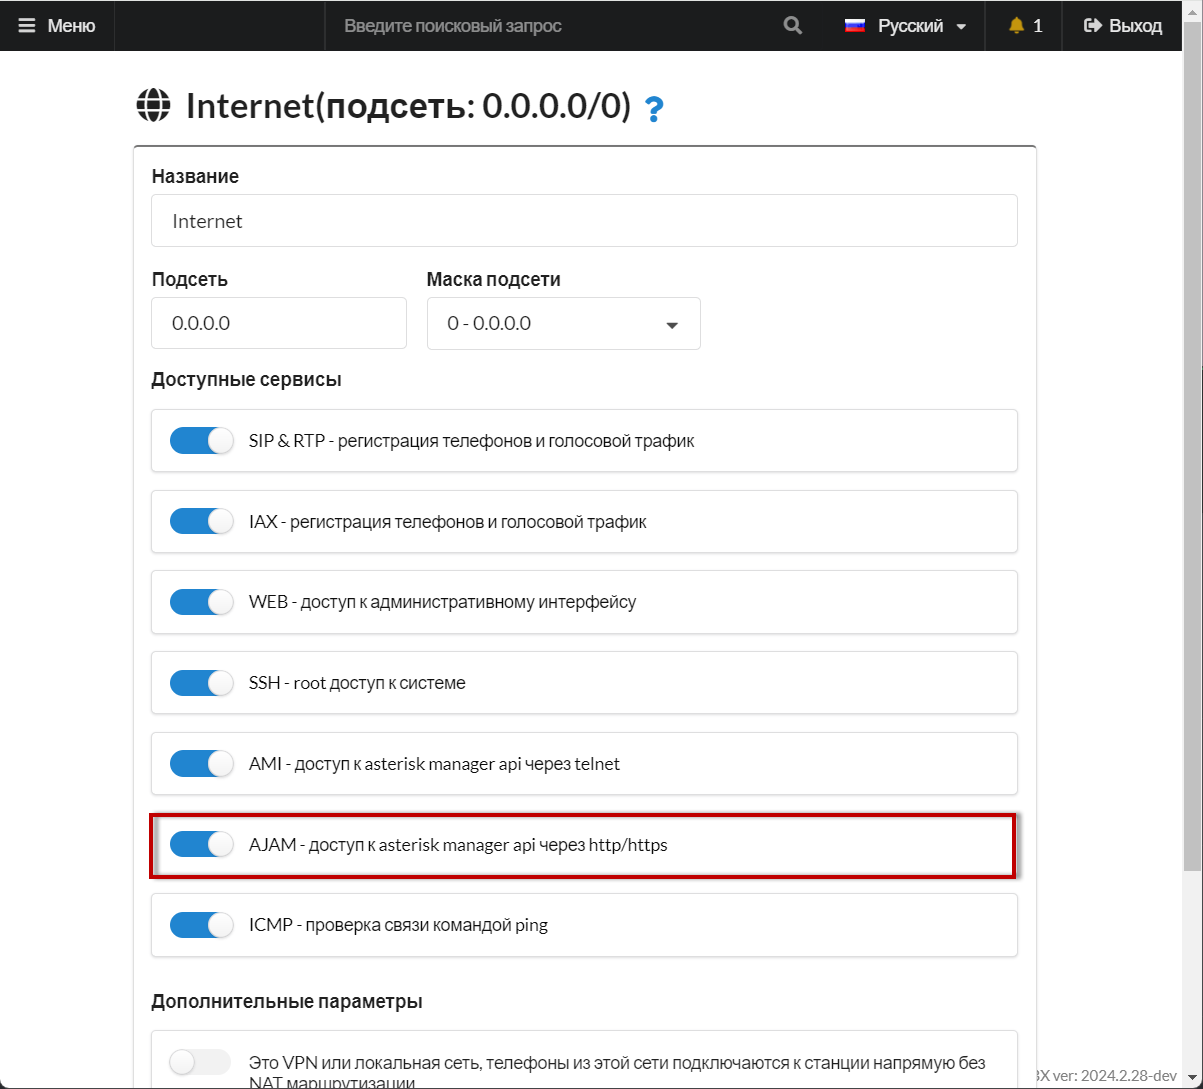 Меню
Введите поисковый запрос
Русский
1
Выход
Internet(подсеть: 0.0.0.0/0) ?
Название
Internet
Подсеть
Маска подсети
0.0.0.0
0 - 0.0.0.0
Доступные сервисы
SIP & RTP - регистрация телефонов и голосовой трафик
IAX - регистрация телефонов и голосовой трафик
WEB - доступ к административному интерфейсу
SSH - root доступ к системе
AMI - доступ к asterisk manager api через telnet
AJAM - доступ к asterisk manager api через http/https
ICMP - проверка связи командой ping
Дополнительные параметры
Это VPN или локальная сеть, телефоны из этой сети подключаются к станции напрямую без
NAT маршрутизации
ver: 2024.2.28-dev